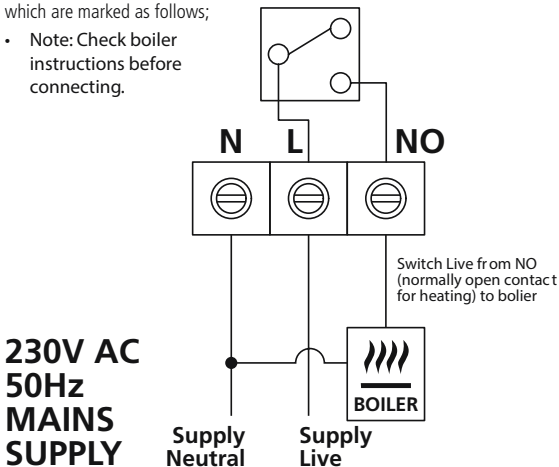 which are marked as follows;
• Note: Check boiler
instructions before
connecting.
N L NO
Switch Live from NO
(normally open contact
for heating) to bolier
BOILER
230V AC
50Hz
MAINS
SUPPLY
Supply
Neutral
Supply
Live